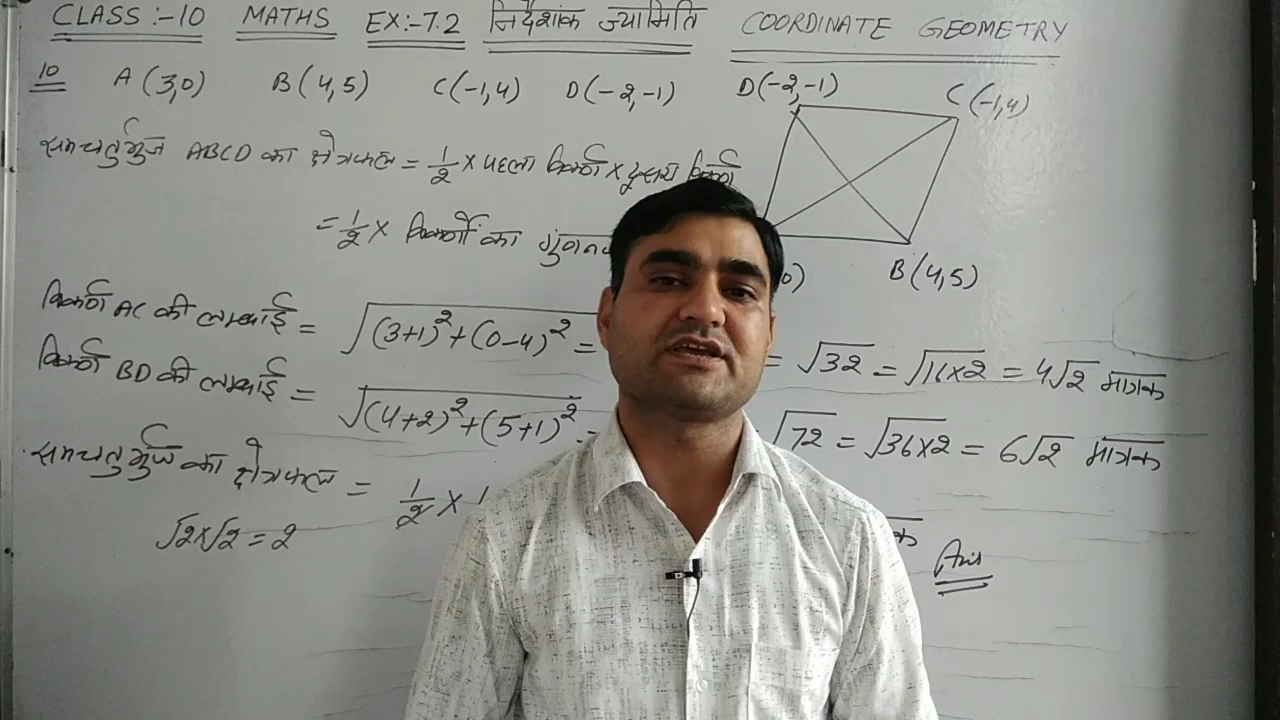 CLASS :-10 MATHS EX:-7.2 निर्देशांक ज्यामिति COORDINATE GEOMETRY
10 A (3,0) B (4,5) C (-1,4) D (-2,-1)
D(-2,-1) C (-1,4)
समचतुर्भुज ABCD का क्षेत्रफल = 1/2 × पहला विकर्ण × दूसरा विकर्ण
= 1/2 × विकर्णों का
0) B (4,5)
विकर्ण AC की लम्बाई = √(3+1)²+(0-4)² = = √32 = √16×2 = 4√2 मात्रक
विकर्ण BD की लम्बाई = √(4+2)²+(5+1)² = √72 = √36×2 = 6√2 मात्रक
समचतुर्भुज का क्षेत्रफल = 1/2 ×
√2×√2 = 2
Ans